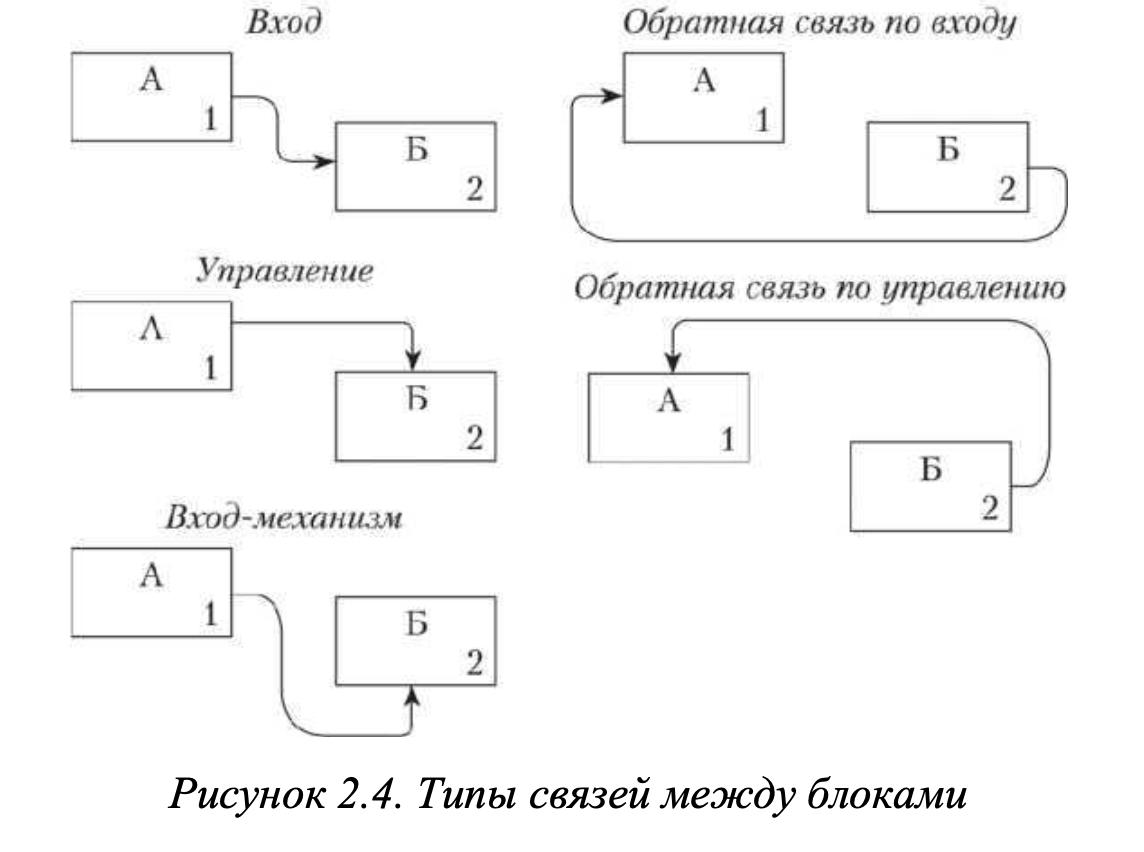 Вход
А
1
Б
2
Обратная связь по входу
А
1
Б
2
Управление
Λ
1
Б
2
Обратная связь по управлению
А
1
Б
2
Вход-механизм
А
1
Б
2
Рисунок 2.4. Типы связей между блоками